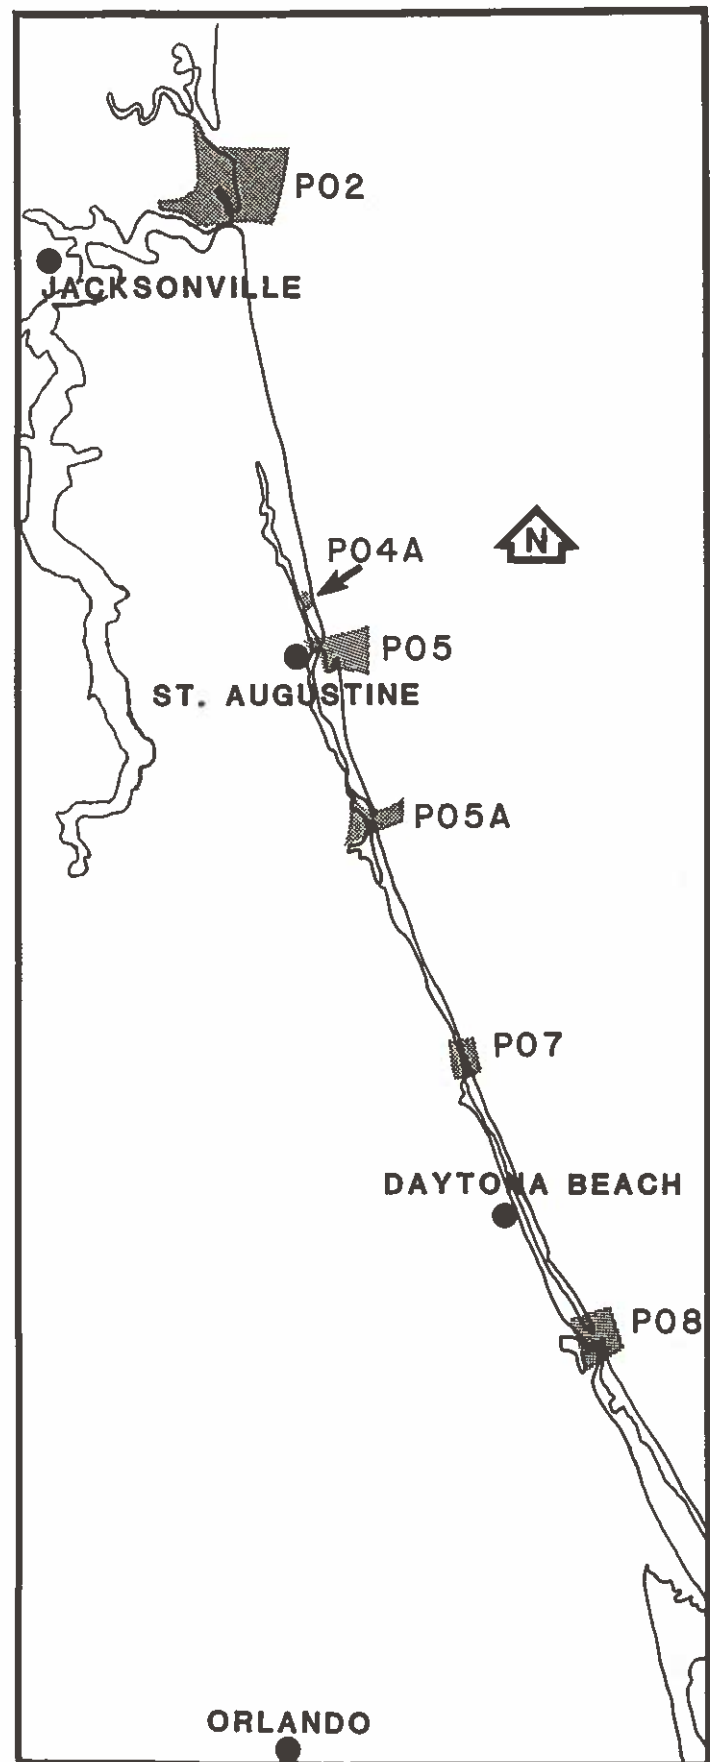 P02
JACKSONVILLE
N
P04A
P05
ST. AUGUSTINE
P05A
P07
DAYTONA BEACH
P08
ORLANDO